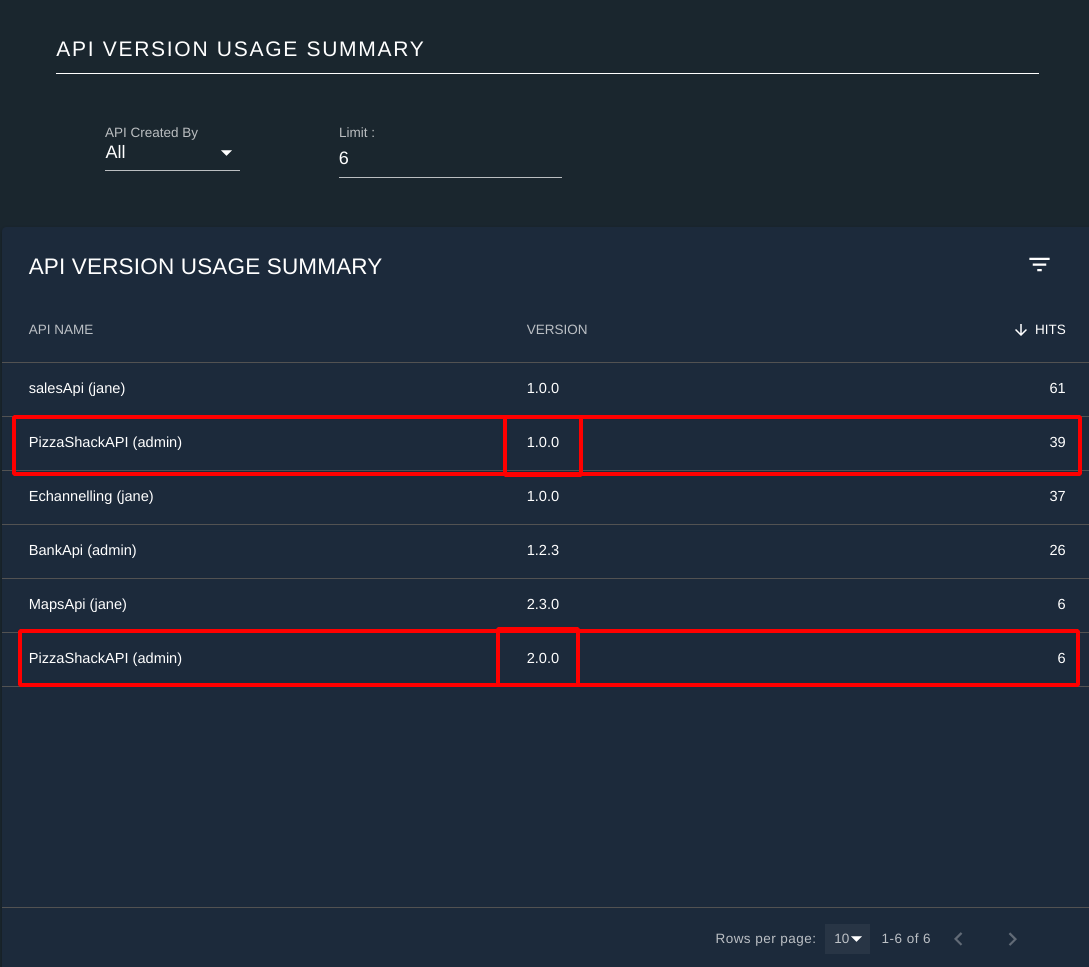 API VERSION USAGE SUMMARY
API Created By
All
Limit :
6
API VERSION USAGE SUMMARY
API NAME VERSION HITS
salesApi (jane) 1.0.0 61
PizzaShackAPI (admin) 1.0.0 39
Echannelling (jane) 1.0.0 37
BankApi (admin) 1.2.3 26
MapsApi (jane) 2.3.0 6
PizzaShackAPI (admin) 2.0.0 6
Rows per page: 10 1-6 of 6